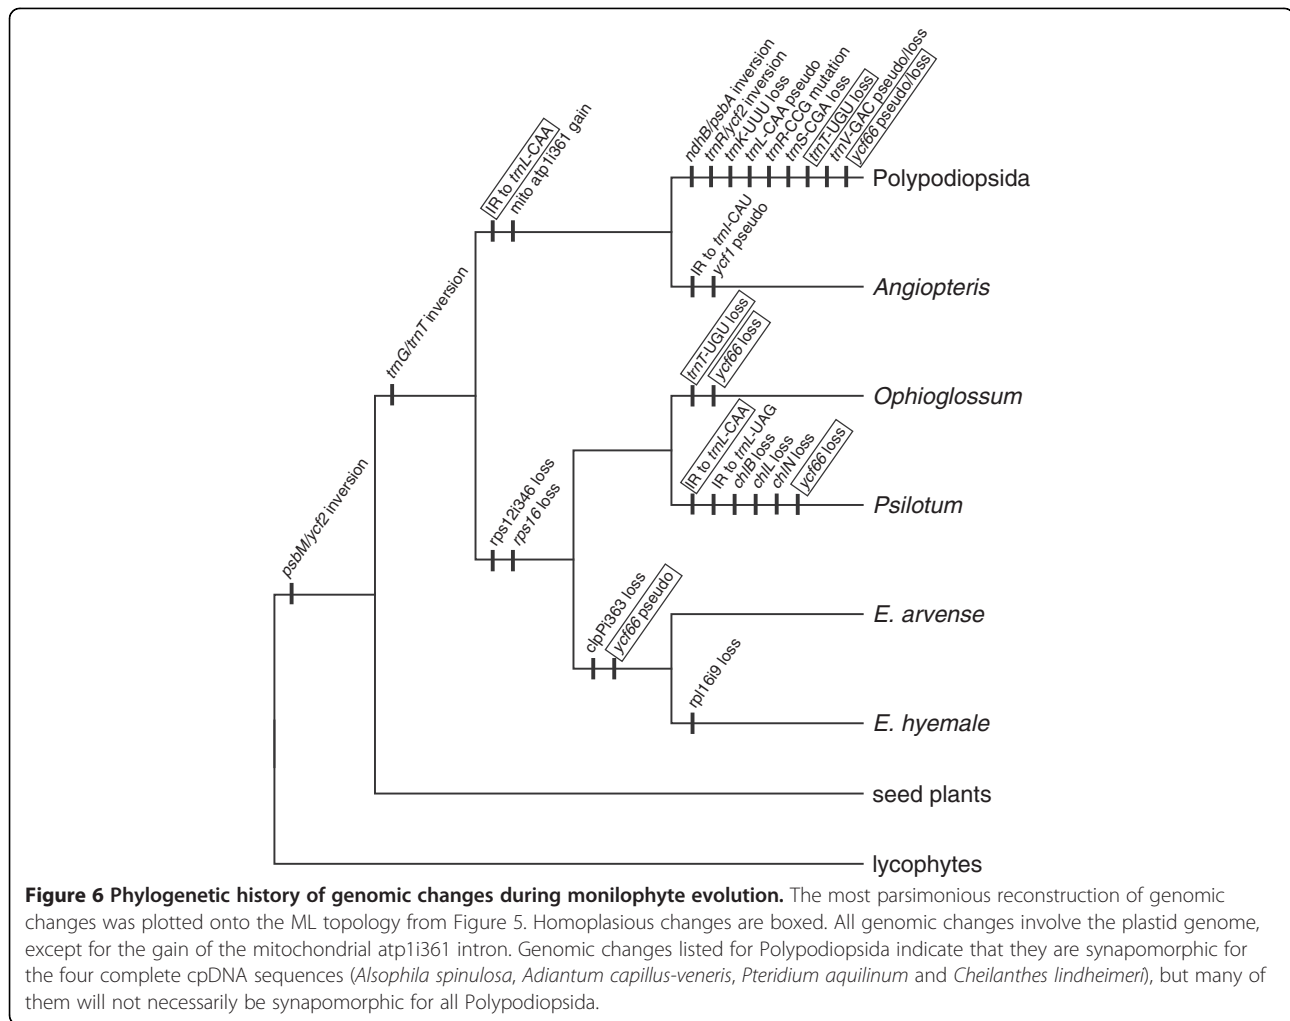 ndhB/psbA inversion
trnR/ycf2 inversion
trnK-UUU loss
trnL-CAA pseudo
trnR-CCG mutation
trnS-CGA loss
trnT-UGU loss
trnV-GAC pseudo/loss
ycf66 pseudo/loss
Polypodiopsida
IR to trnL-CAA
mito atp1i361 gain
IR to trnI-CAU
ycf1 pseudo
Angiopteris
trnG/trnT inversion
trnT-UGU loss
ycf66 loss
Ophioglossum
IR to trnL-CAA
IR to trnL-UAG
chlB loss
chlL loss
chlN loss
ycf66 loss
Psilotum
psbM/ycf2 inversion
rps12i346 loss
rps16 loss
clpPi363 loss
ycf66 pseudo
E. arvense
rpl16i9 loss
E. hyemale
seed plants
lycophytes
Figure 6 Phylogenetic history of genomic changes during monilophyte evolution. The most parsimonious reconstruction of genomic
changes was plotted onto the ML topology from Figure 5. Homoplasious changes are boxed. All genomic changes involve the plastid genome,
except for the gain of the mitochondrial atp1i361 intron. Genomic changes listed for Polypodiopsida indicate that they are synapomorphic for
the four complete cpDNA sequences (Alsophila spinulosa, Adiantum capillus-veneris, Pteridium aquilinum and Cheilanthes lindheimeri), but many of
them will not necessarily be synapomorphic for all Polypodiopsida.